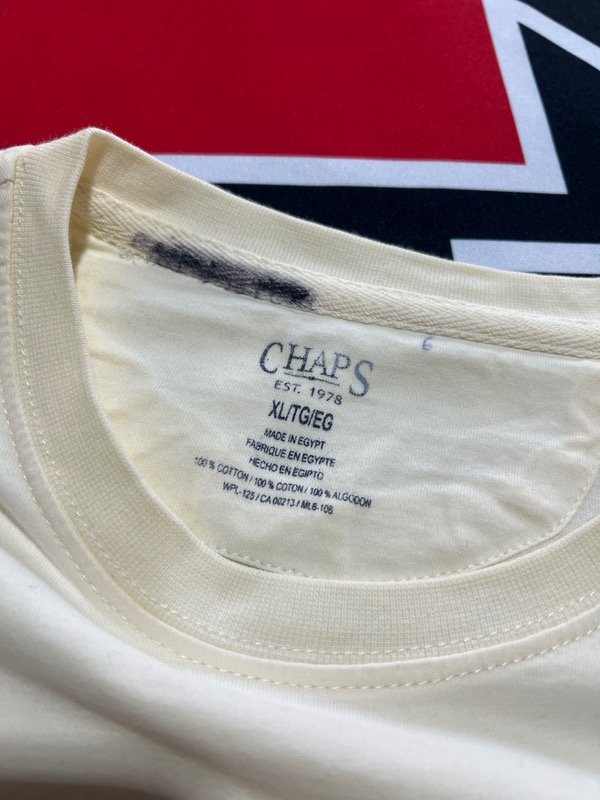 6
CHAPS
EST. 1978
XL/TG/EG
MADE IN EGYPT
FABRIQUE EN EGYPTE
HECHO EN EGIPTO
100 % COTTON / 100 % COTON / 100 % ALGODON
WPL-125 / CA 00213 / ML6-106